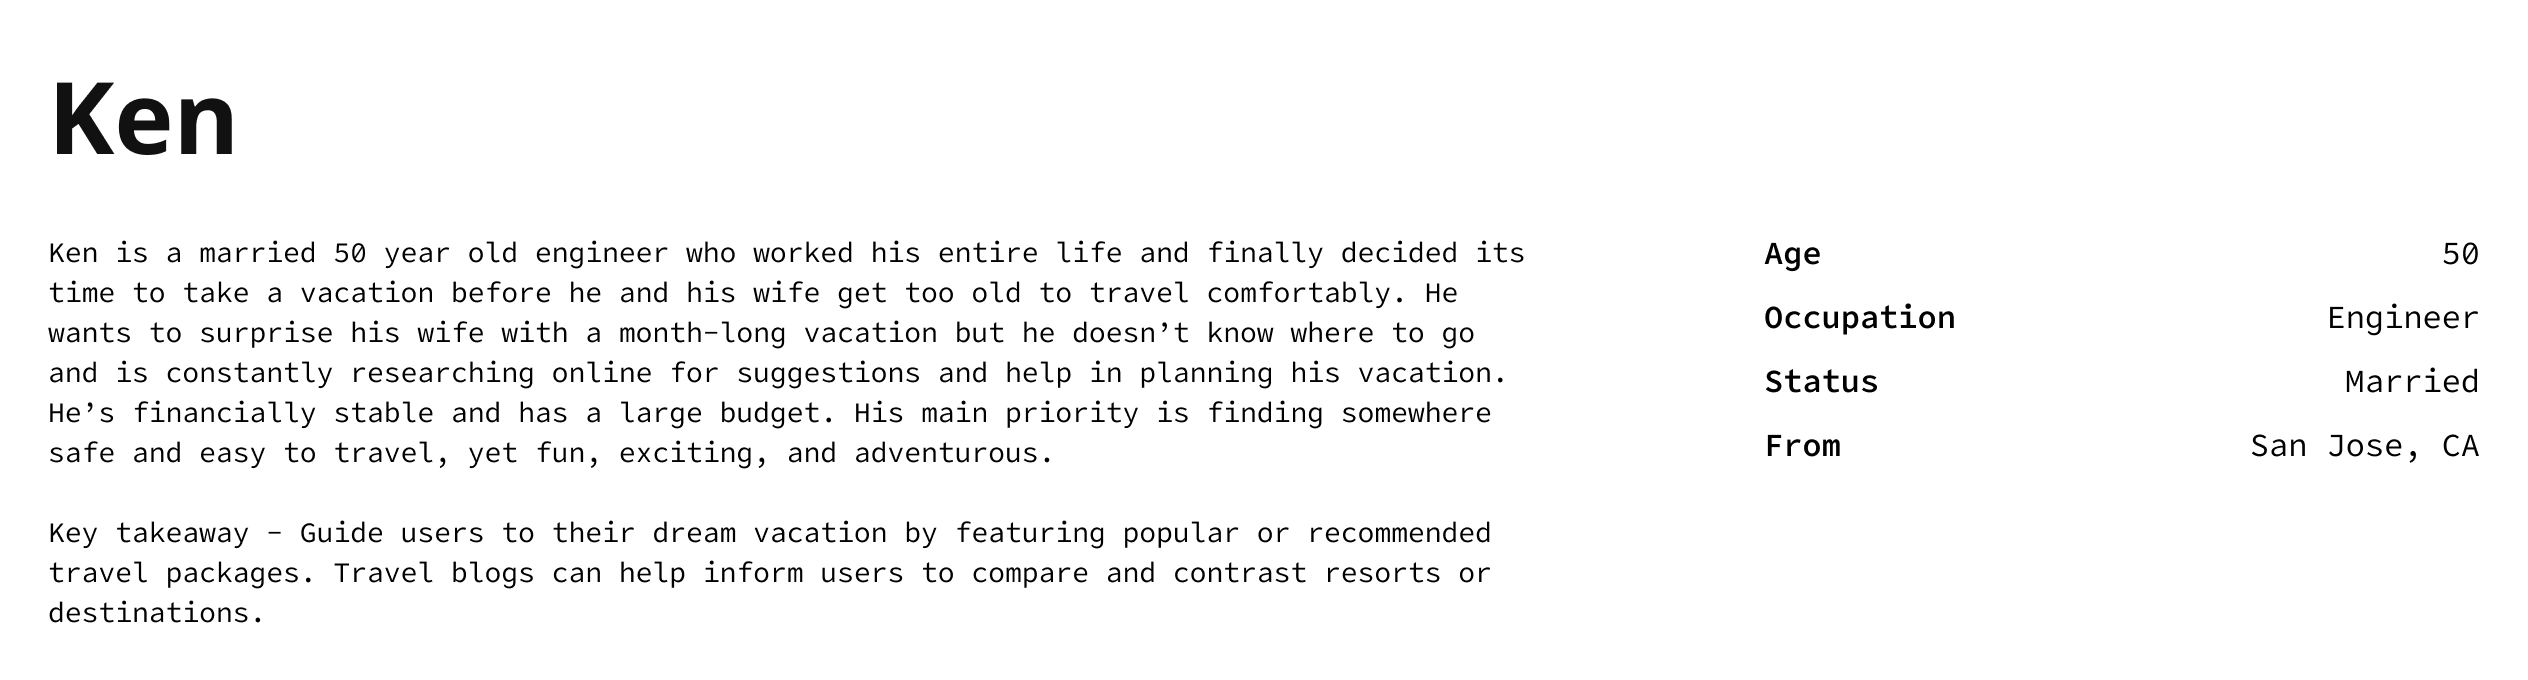 Ken
Ken is a married 50 year old engineer who worked his entire life and finally decided its
time to take a vacation before he and his wife get too old to travel comfortably. He
wants to surprise his wife with a month-long vacation but he doesn’t know where to go
and is constantly researching online for suggestions and help in planning his vacation.
He’s financially stable and has a large budget. His main priority is finding somewhere
safe and easy to travel, yet fun, exciting, and adventurous.
Key takeaway - Guide users to their dream vacation by featuring popular or recommended
travel packages. Travel blogs can help inform users to compare and contrast resorts or
destinations.
Age 50
Occupation Engineer
Status Married
From San Jose, CA